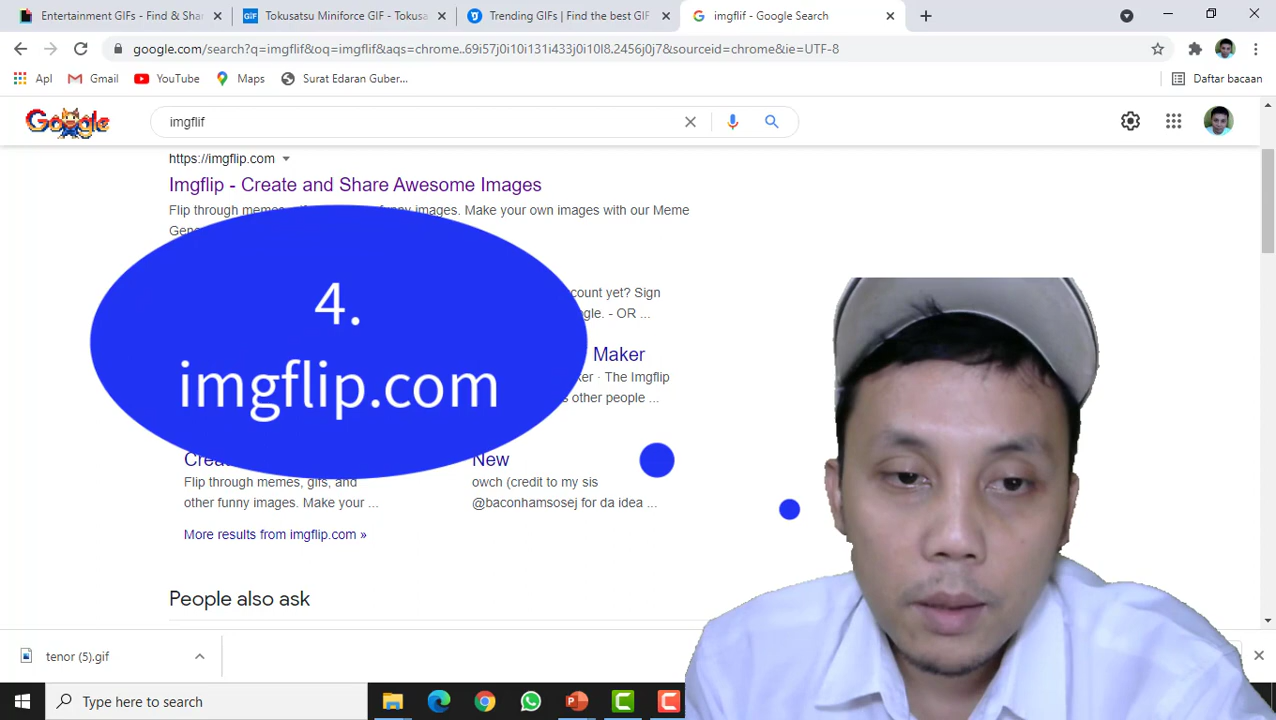 Entertainment GIFs - Find & Shar
Tokusatsu Miniforce GIF - Tokusa
Trending GIFs | Find the best GIF
imgflif - Google Search
google.com/search?q=imgflif&oq=imgflif&aqs=chrome..69i57j0i10i131i433j0i10l8.2456j0j7&sourceid=chrome&ie=UTF-8
Apl
Gmail
YouTube
Maps
Surat Edaran Guber...
Daftar bacaan
Google
imgflif
https://imgflip.com
Imgflip - Create and Share Awesome Images
Flip through memes, images. Make your own images with our Meme
4.
imgflip.com
count yet? Sign
gle. - OR ...
Maker
ker · The Imgflip
other people ...
New
Flip through memes, gifs, and
other funny images. Make your ...
owch (credit to my sis
@baconhamsosej for da idea ...
More results from imgflip.com »
People also ask
tenor (5).gif
Type here to search